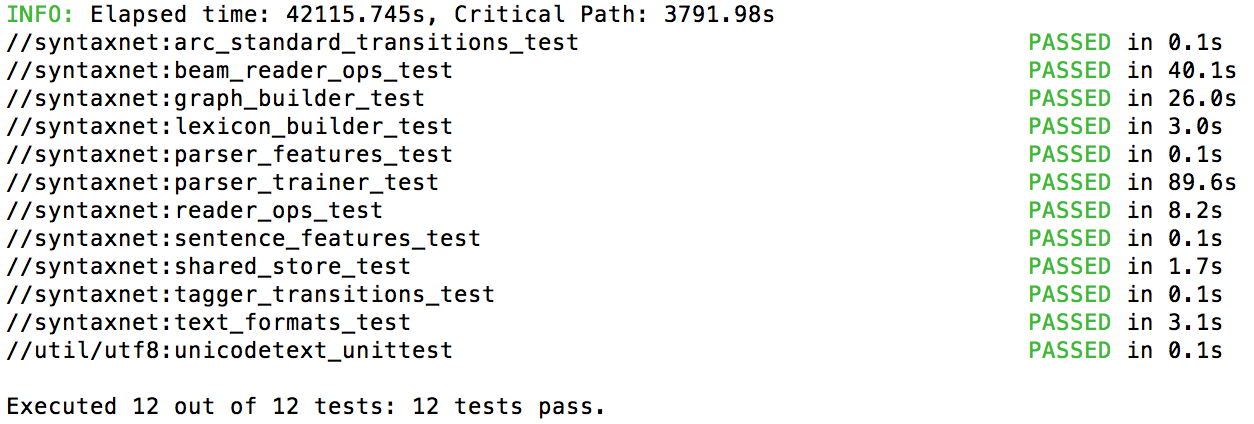 INFO: Elapsed time: 42115.745s, Critical Path: 3791.98s
//syntaxnet:arc_standard_transitions_test PASSED in 0.1s
//syntaxnet:beam_reader_ops_test PASSED in 40.1s
//syntaxnet:graph_builder_test PASSED in 26.0s
//syntaxnet:lexicon_builder_test PASSED in 3.0s
//syntaxnet:parser_features_test PASSED in 0.1s
//syntaxnet:parser_trainer_test PASSED in 89.6s
//syntaxnet:reader_ops_test PASSED in 8.2s
//syntaxnet:sentence_features_test PASSED in 0.1s
//syntaxnet:shared_store_test PASSED in 1.7s
//syntaxnet:tagger_transitions_test PASSED in 0.1s
//syntaxnet:text_formats_test PASSED in 3.1s
//util/utf8:unicodetext_unittest PASSED in 0.1s
Executed 12 out of 12 tests: 12 tests pass.